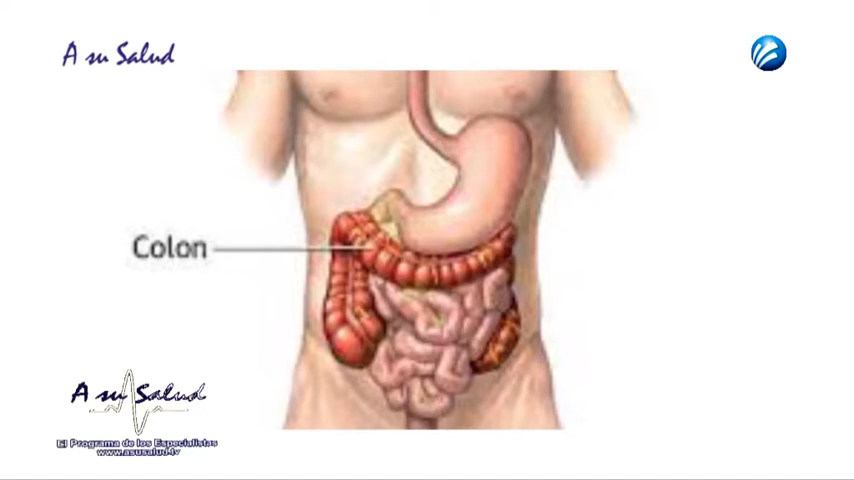 A su Salud
Colon
A su Salud
El Programa de los Especialistas
www.asusalud.tv